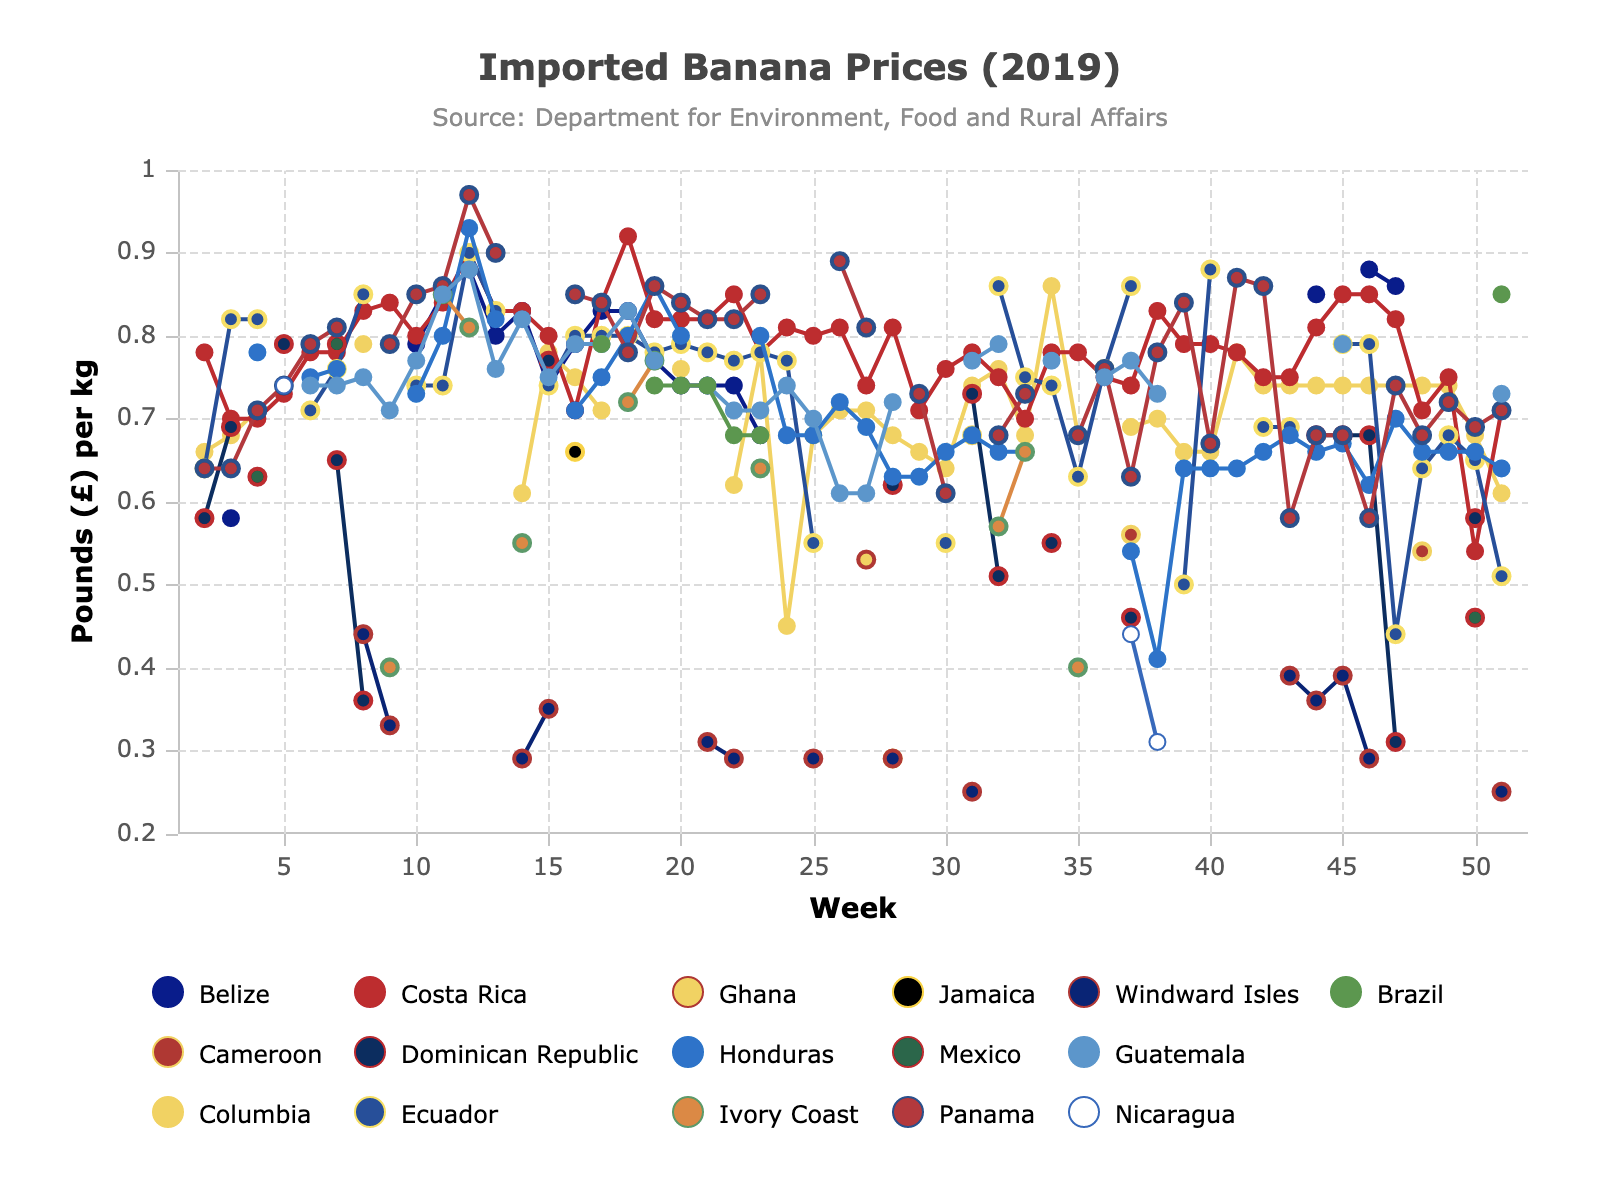 Imported Banana Prices (2019)
Source: Department for Environment, Food and Rural Affairs
1
0.9
0.8
0.7
0.6
0.5
0.4
0.3
0.2
Pounds (£) per kg
5 10 15 20 25 30 35 40 45 50
Week
Belize Costa Rica Ghana Jamaica Windward Isles Brazil
Cameroon Dominican Republic Honduras Mexico Guatemala
Columbia Ecuador Ivory Coast Panama Nicaragua